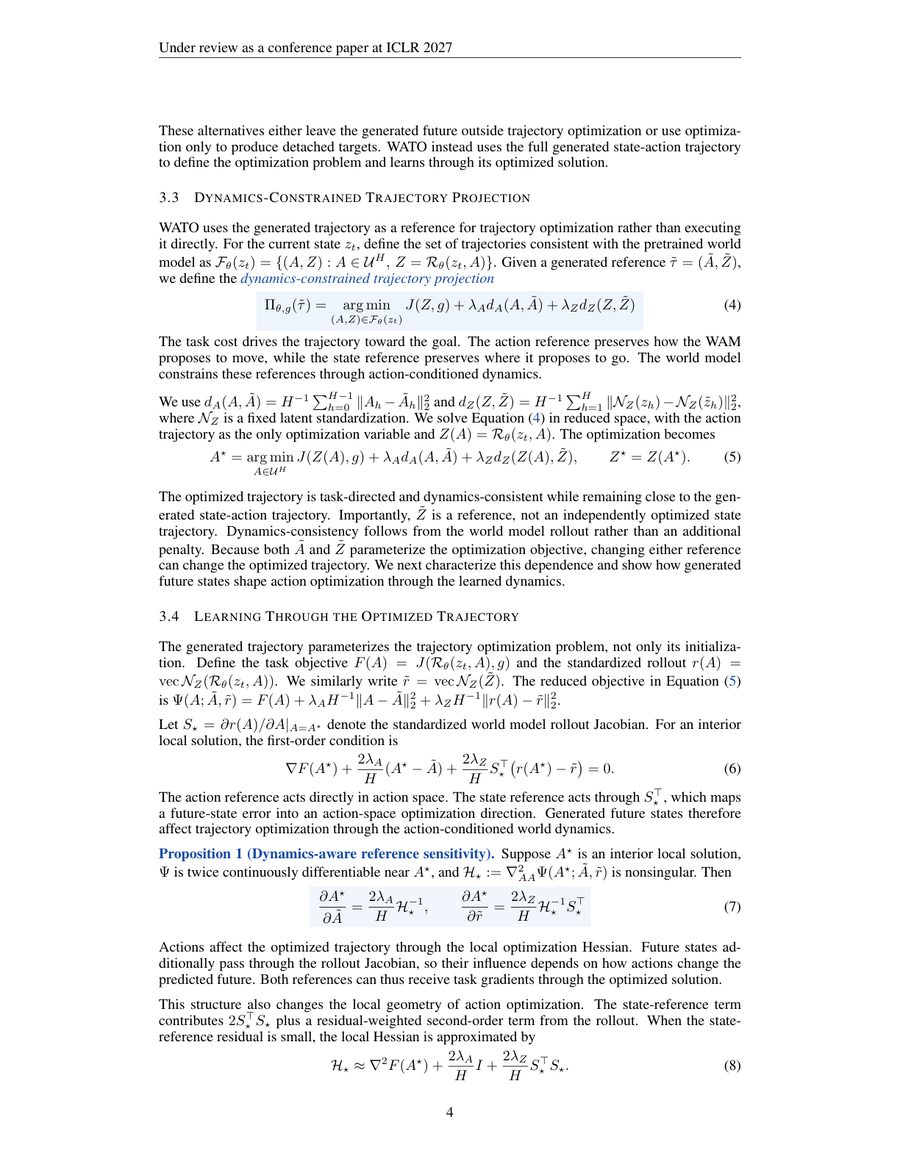 Under review as a conference paper at ICLR 2027
These alternatives either leave the generated future outside trajectory optimization or use optimiza-
tion only to produce detached targets. WATO instead uses the full generated state-action trajectory
to define the optimization problem and learns through its optimized solution.
3.3 DYNAMICS-CONSTRAINED TRAJECTORY PROJECTION
WATO uses the generated trajectory as a reference for trajectory optimization rather than executing
it directly. For the current state z_t, define the set of trajectories consistent with the pretrained world
model as F_θ(z_t) = {(A, Z) : A ∈ U^H, Z = R_θ(z_t, A)}. Given a generated reference τ̃ = (Ã, Z̃),
we define the dynamics-constrained trajectory projection
Π_{θ,g}(τ̃) = arg min_{(A,Z)∈F_θ(z_t)} J(Z, g) + λ_A d_A(A, Ã) + λ_Z d_Z(Z, Z̃) (4)
The task cost drives the trajectory toward the goal. The action reference preserves how the WAM
proposes to move, while the state reference preserves where it proposes to go. The world model
constrains these references through action-conditioned dynamics.
We use d_A(A, Ã) = H^{-1} ∑_{h=0}^{H-1} ‖A_h − Ã_h‖_2^2 and d_Z(Z, Z̃) = H^{-1} ∑_{h=1}^{H} ‖N_Z(z_h) − N_Z(z̃_h)‖_2^2,
where N_Z is a fixed latent standardization. We solve Equation (4) in reduced space, with the action
trajectory as the only optimization variable and Z(A) = R_θ(z_t, A). The optimization becomes
A^⋆ = arg min_{A∈U^H} J(Z(A), g) + λ_A d_A(A, Ã) + λ_Z d_Z(Z(A), Z̃), Z^⋆ = Z(A^⋆). (5)
The optimized trajectory is task-directed and dynamics-consistent while remaining close to the gen-
erated state-action trajectory. Importantly, Z̃ is a reference, not an independently optimized state
trajectory. Dynamics-consistency follows from the world model rollout rather than an additional
penalty. Because both Ã and Z̃ parameterize the optimization objective, changing either reference
can change the optimized trajectory. We next characterize this dependence and show how generated
future states shape action optimization through the learned dynamics.
3.4 LEARNING THROUGH THE OPTIMIZED TRAJECTORY
The generated trajectory parameterizes the trajectory optimization problem, not only its initializa-
tion. Define the task objective F(A) = J(R_θ(z_t, A), g) and the standardized rollout r(A) =
vec N_Z(R_θ(z_t, A)). We similarly write r̃ = vec N_Z(Z̃). The reduced objective in Equation (5)
is Ψ(A; Ã, r̃) = F(A) + λ_A H^{-1}‖A − Ã‖_2^2 + λ_Z H^{-1}‖r(A) − r̃‖_2^2.
Let S_⋆ = ∂r(A)/∂A|_{A=A^⋆} denote the standardized world model rollout Jacobian. For an interior
local solution, the first-order condition is
∇F(A^⋆) + 2λ_A/H (A^⋆ − Ã) + 2λ_Z/H S_⋆^⊤ (r(A^⋆) − r̃) = 0. (6)
The action reference acts directly in action space. The state reference acts through S_⋆^⊤, which maps
a future-state error into an action-space optimization direction. Generated future states therefore
affect trajectory optimization through the action-conditioned world dynamics.
Proposition 1 (Dynamics-aware reference sensitivity). Suppose A^⋆ is an interior local solution,
Ψ is twice continuously differentiable near A^⋆, and H_⋆ := ∇²_{AA}Ψ(A^⋆; Ã, r̃) is nonsingular. Then
∂A^⋆/∂Ã = 2λ_A/H H_⋆^{-1}, ∂A^⋆/∂r̃ = 2λ_Z/H H_⋆^{-1} S_⋆^⊤ (7)
Actions affect the optimized trajectory through the local optimization Hessian. Future states ad-
ditionally pass through the rollout Jacobian, so their influence depends on how actions change the
predicted future. Both references can thus receive task gradients through the optimized solution.
This structure also changes the local geometry of action optimization. The state-reference term
contributes 2S_⋆^⊤S_⋆ plus a residual-weighted second-order term from the rollout. When the state-
reference residual is small, the local Hessian is approximated by
H_⋆ ≈ ∇²F(A^⋆) + 2λ_A/H I + 2λ_Z/H S_⋆^⊤S_⋆. (8)
4